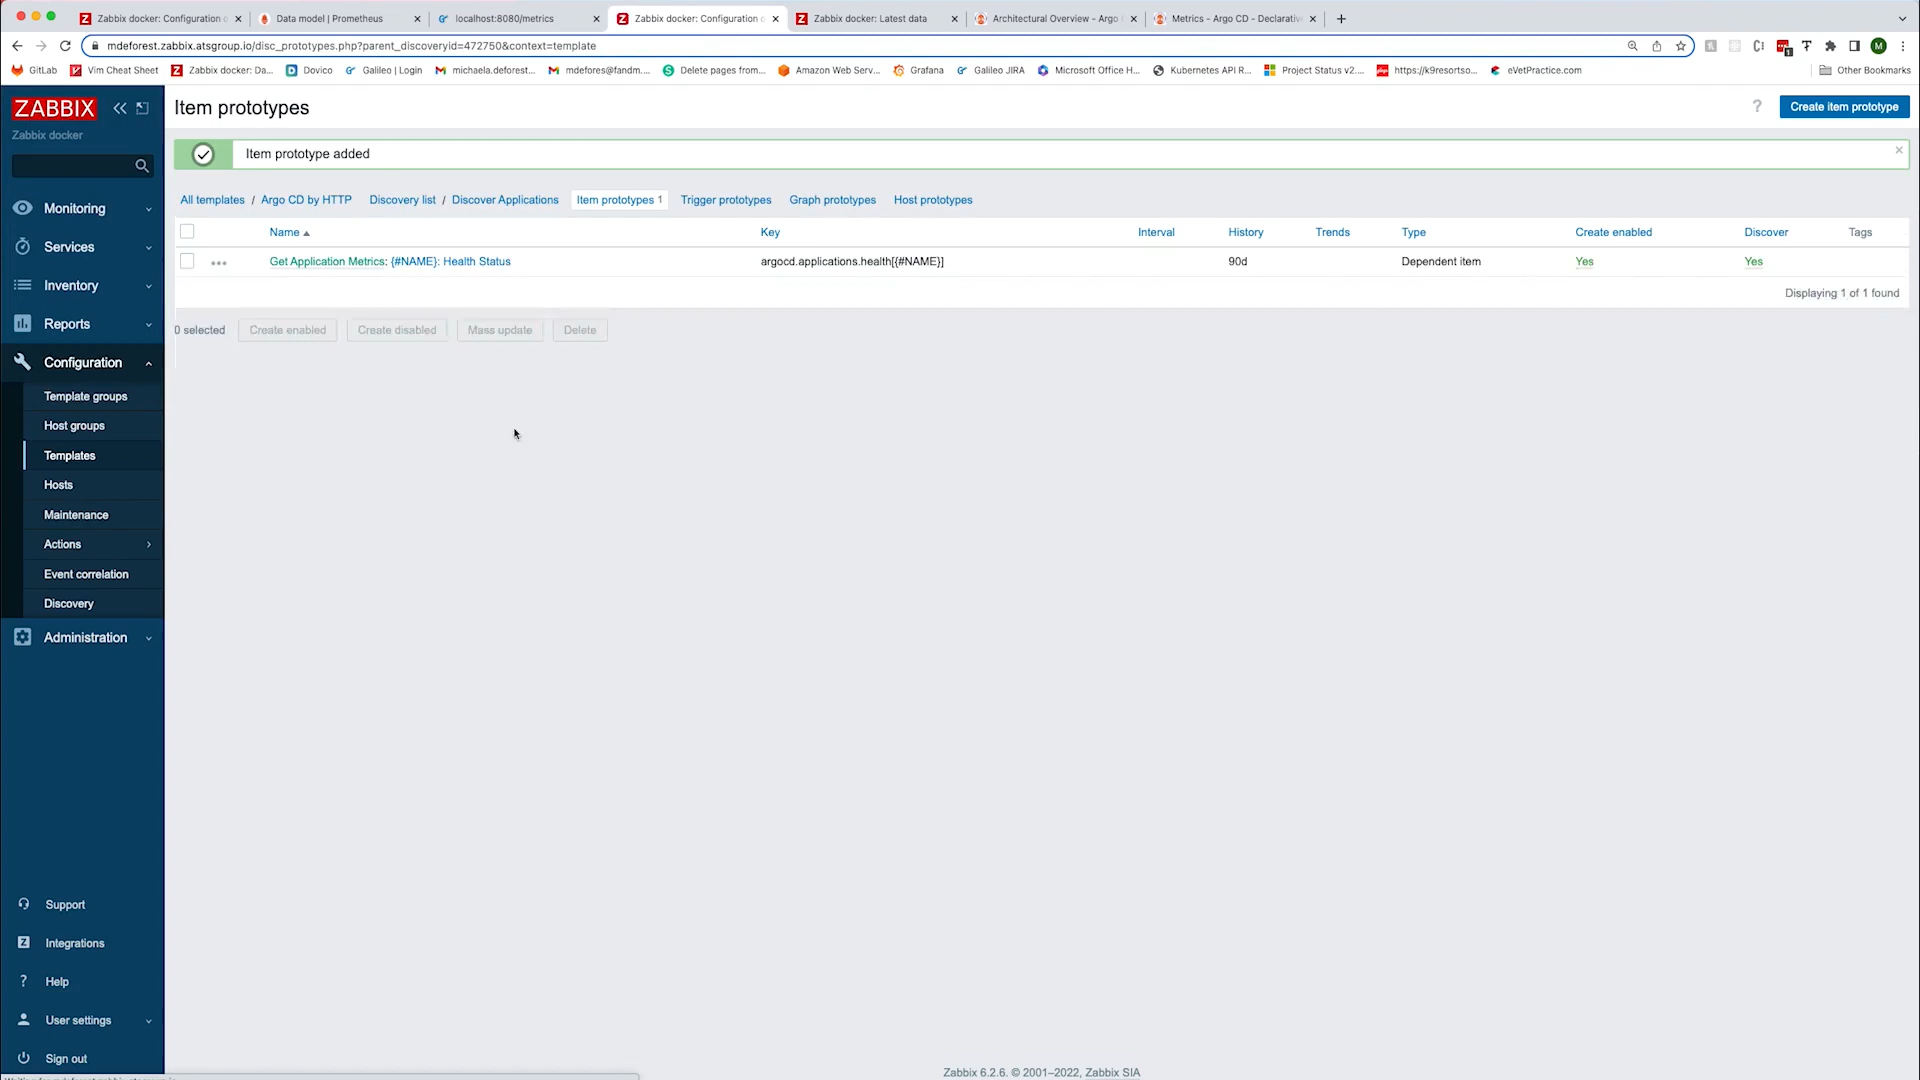 Zabbix docker: Configuration o
Data model | Prometheus
localhost:8080/metrics
Zabbix docker: Configuration o
Zabbix docker: Latest data
Architectural Overview - Argo
Metrics - Argo CD - Declarativ
mdeforest.zabbix.atsgroup.io/disc_prototypes.php?parent_discoveryid=472750&context=template
GitLab
Vim Cheat Sheet
Zabbix docker: Da...
Dovico
Galileo | Login
michaela.deforest...
mdefores@fandm....
Delete pages from...
Amazon Web Serv...
Grafana
Galileo JIRA
Microsoft Office H...
Kubernetes API R...
Project Status v2....
https://k9resortso...
eVetPractice.com
Other Bookmarks
ZABBIX
Zabbix docker
Monitoring
Services
Inventory
Reports
Configuration
Template groups
Host groups
Templates
Hosts
Maintenance
Actions
Event correlation
Discovery
Administration
Support
Integrations
Help
User settings
Sign out
Item prototypes
? Create item prototype
Item prototype added
All templates / Argo CD by HTTP Discovery list / Discover Applications Item prototypes 1 Trigger prototypes Graph prototypes Host prototypes
Name Key Interval History Trends Type Create enabled Discover Tags
Get Application Metrics: {#NAME}: Health Status argocd.applications.health[{#NAME}] 90d Dependent item Yes Yes
Displaying 1 of 1 found
0 selected Create enabled Create disabled Mass update Delete
Zabbix 6.2.6. © 2001–2022, Zabbix SIA